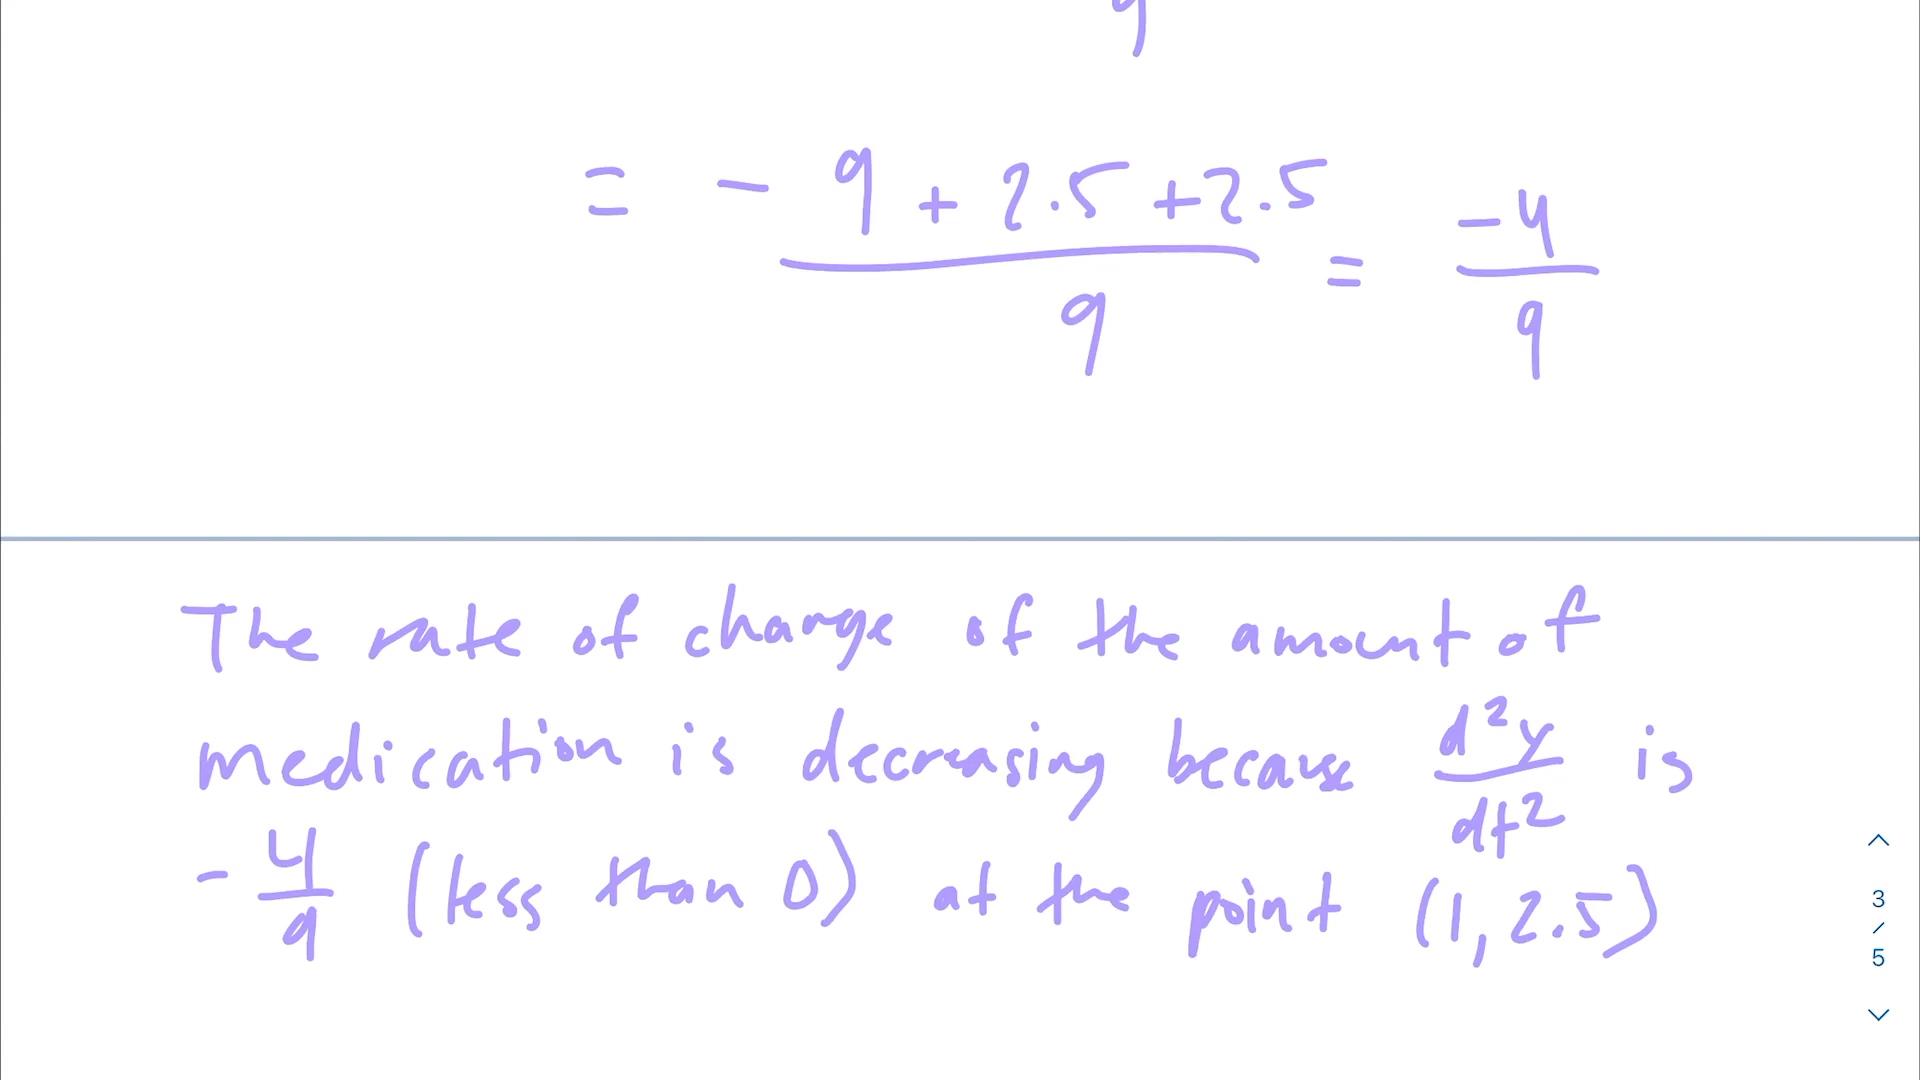 9
= - 9 + 2.5 + 2.5 / 9 = -4 / 9
The rate of change of the amount of
medication is decreasing because d²y/dt² is
- 4/9 (less than 0) at the point (1, 2.5)
3
/
5